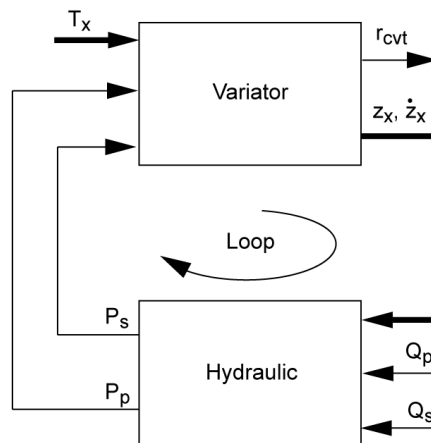 Tx
rcvt
Variator
zx, żx
Loop
Ps
Hydraulic
Qp
Pp
Qs